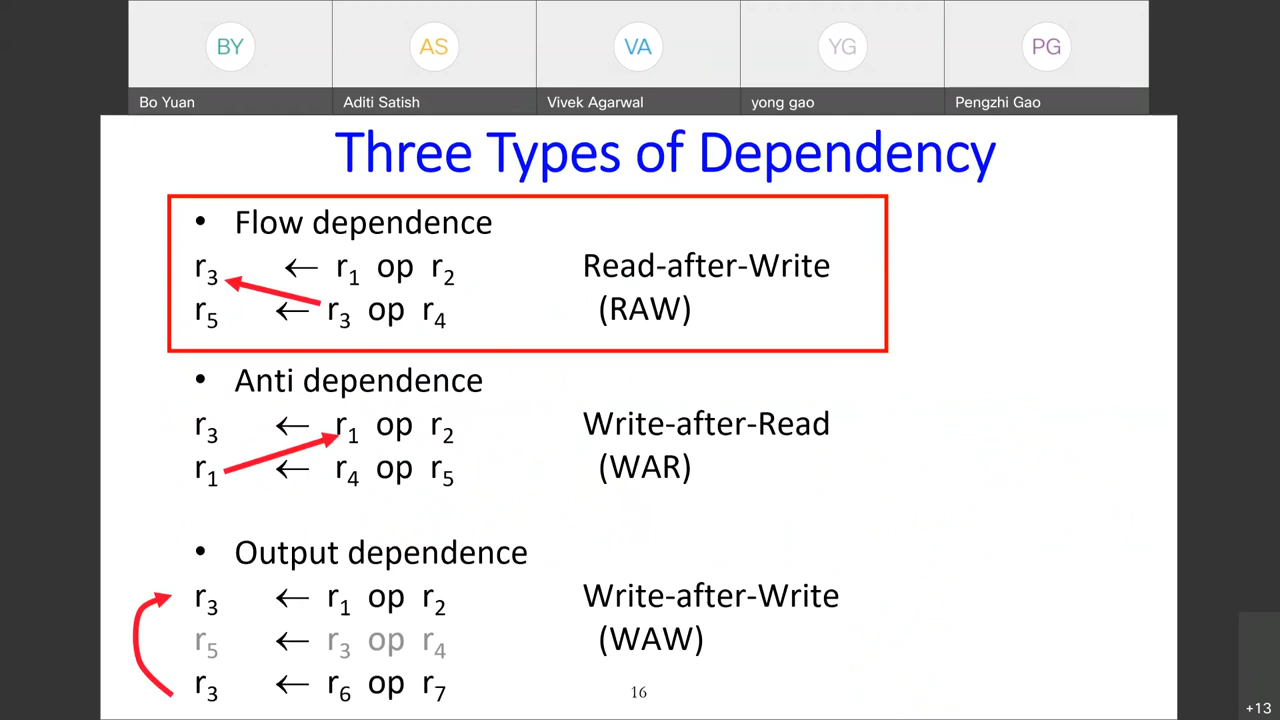 BY AS VA YG PG
Bo Yuan Aditi Satish Vivek Agarwal yong gao Pengzhi Gao
Three Types of Dependency
• Flow dependence
r3 ← r1 op r2 Read-after-Write
r5 ← r3 op r4 (RAW)
• Anti dependence
r3 ← r1 op r2 Write-after-Read
r1 ← r4 op r5 (WAR)
• Output dependence
r3 ← r1 op r2 Write-after-Write
r5 ← r3 op r4 (WAW)
r3 ← r6 op r7
16
+13